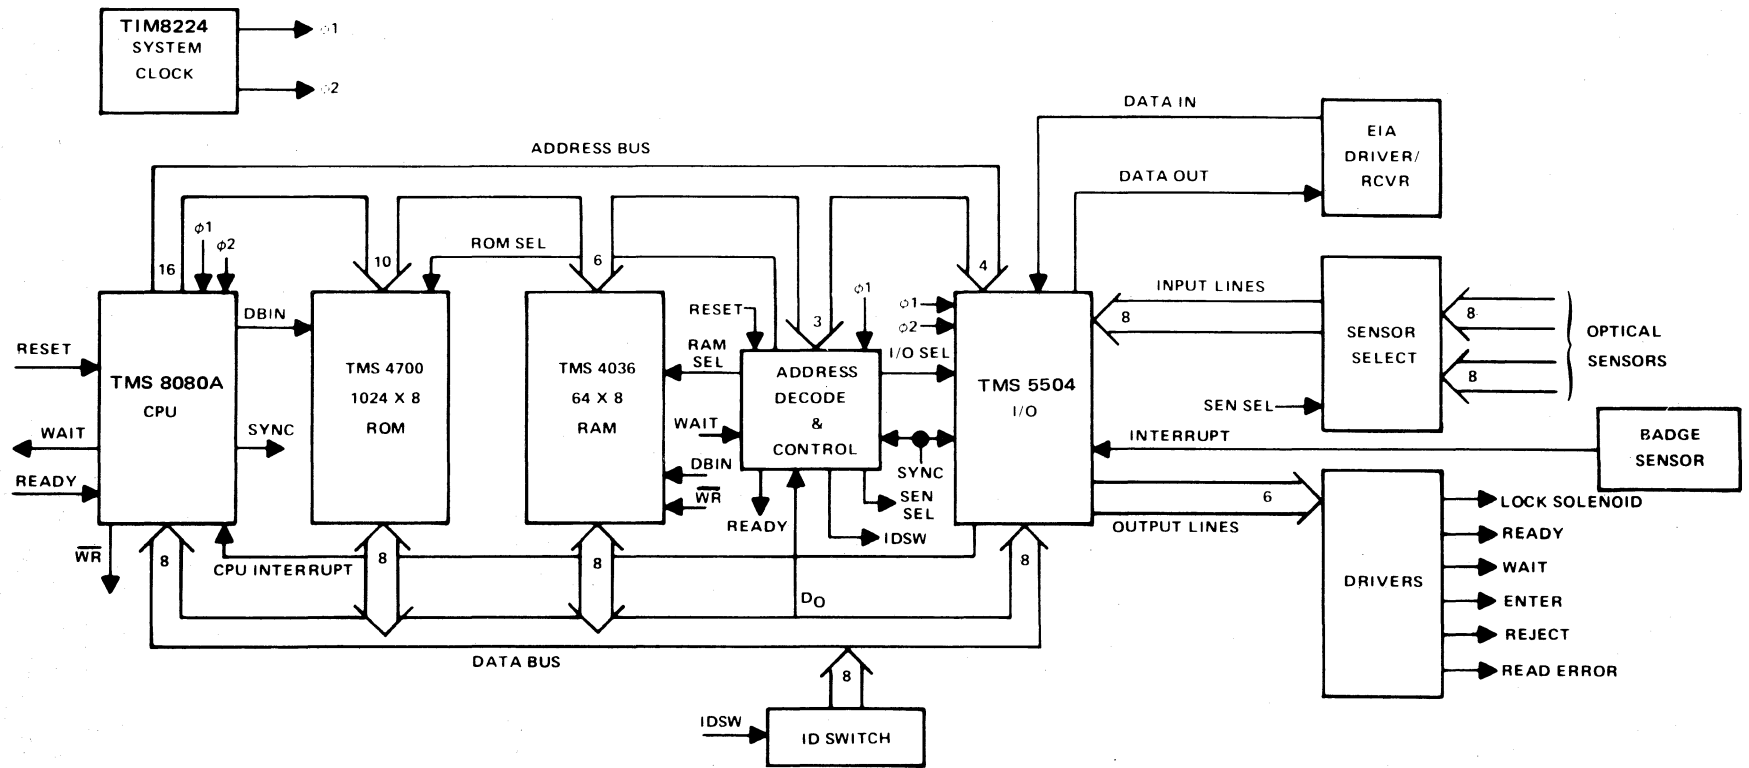 TIM8224
SYSTEM
CLOCK
ϕ1
ϕ2
ADDRESS BUS
DATA IN
DATA OUT
EIA
DRIVER/
RCVR
16
ϕ1
ϕ2
10
ROM SEL
6
3
4
DBIN
RESET
TMS 8080A
CPU
WAIT
SYNC
READY
WR
TMS 4700
1024 X 8
ROM
TMS 4036
64 X 8
RAM
RESET
ϕ1
RAM
SEL
WAIT
DBIN
WR
ADDRESS
DECODE
&
CONTROL
READY
SEN
SEL
IDSW
ϕ1
ϕ2
I/O SEL
SYNC
TMS 5504
I/O
INPUT LINES
8
SENSOR
SELECT
8
8
OPTICAL
SENSORS
SEN SEL
INTERRUPT
BADGE
SENSOR
6
OUTPUT LINES
DRIVERS
LOCK SOLENOID
READY
WAIT
ENTER
REJECT
READ ERROR
8
CPU INTERRUPT
8
8
8
DO
DATA BUS
8
IDSW
ID SWITCH